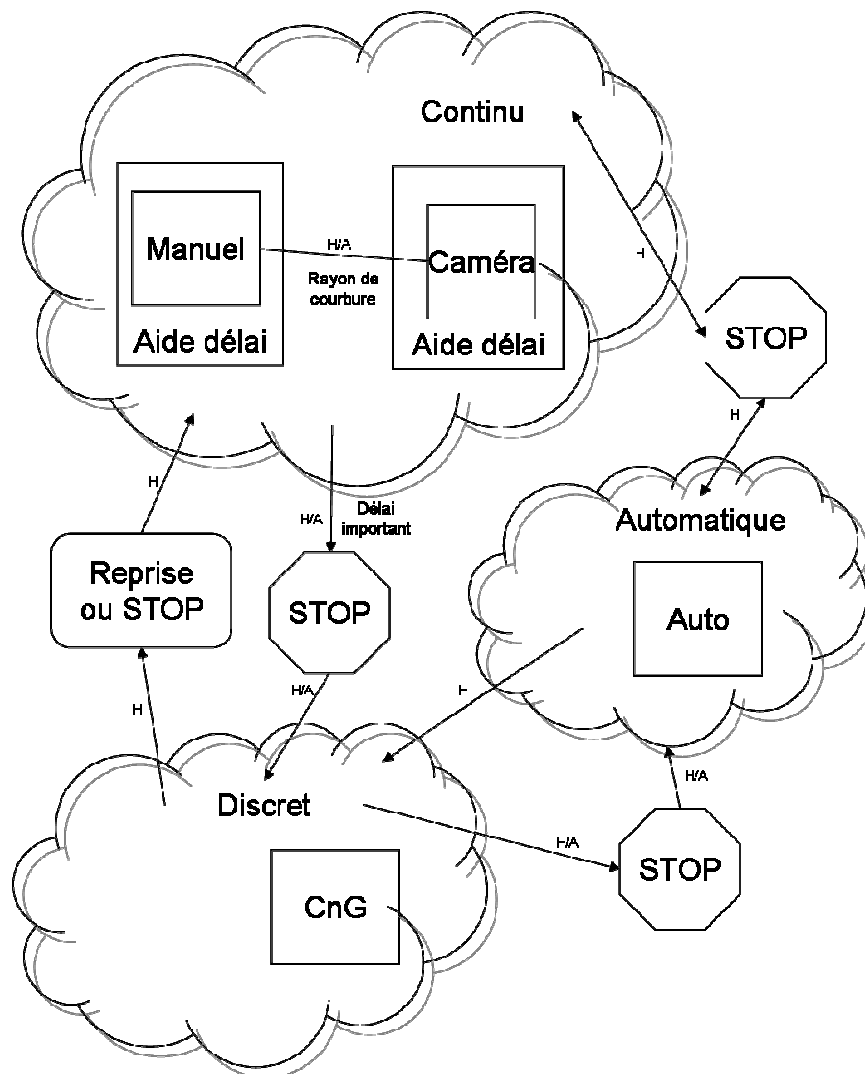 Continu
Manuel
H/A
Caméra
Rayon de
courbure
Aide délai
Aide délai
H
STOP
H
H
H/A
Délai
important
Automatique
Reprise
ou STOP
STOP
Auto
H/A
H
H
H/A
Discret
H/A
STOP
CnG